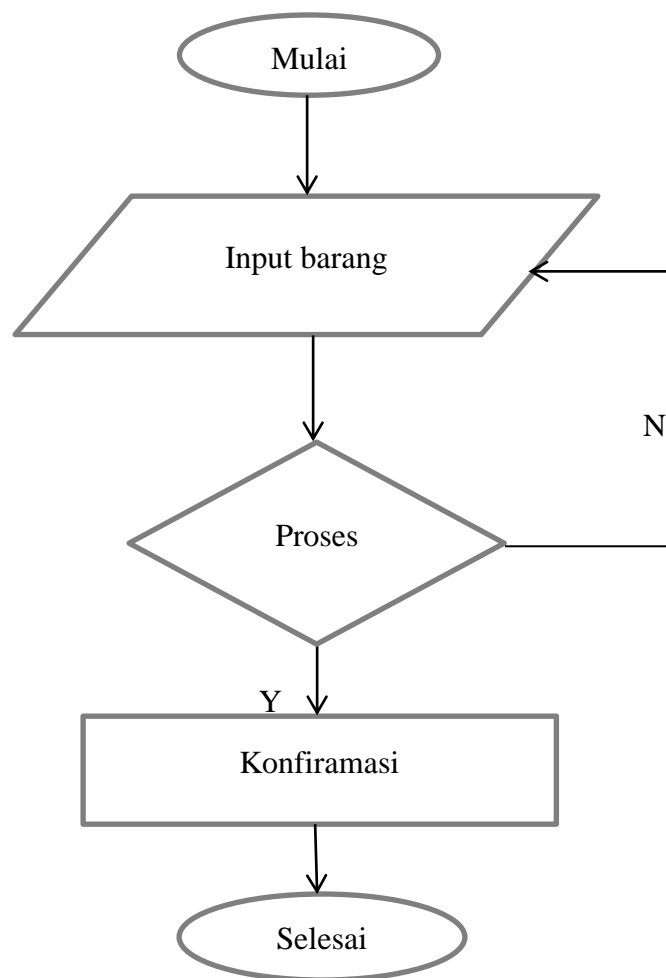 Mulai
Input barang
N
Proses
Y
Konfiramasi
Selesai